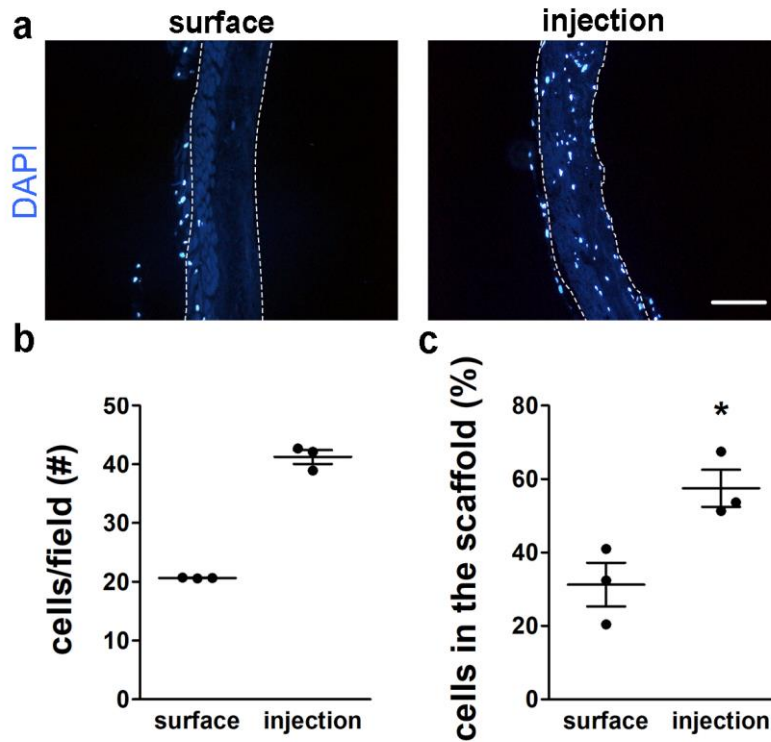 a
surface
injection
DAPI
b
cells/field (#)
50
40
30
20
10
0
surface
injection
c
cells in the scaffold (%)
80
60
40
20
0
*
surface
injection